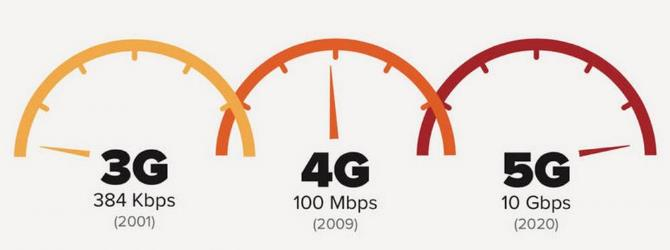 3G
384 Kbps
(2001)
4G
100 Mbps
(2009)
5G
10 Gbps
(2020)